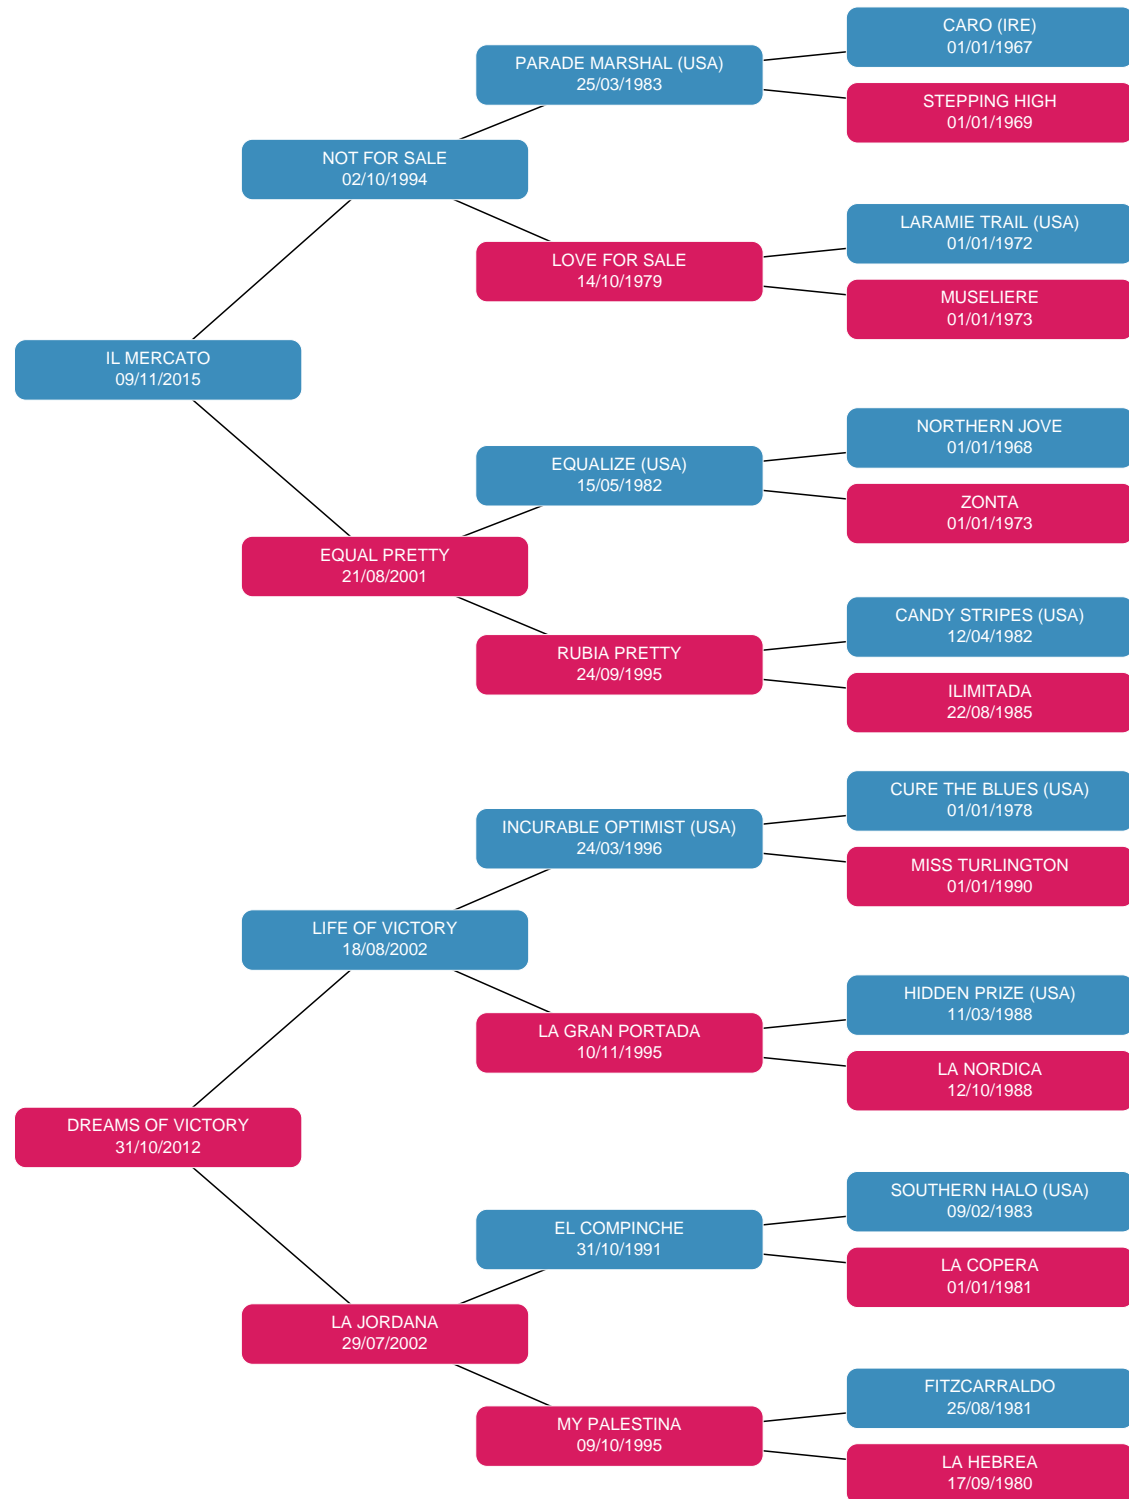 CARO (IRE)
01/01/1967
PARADE MARSHAL (USA)
25/03/1983
STEPPING HIGH
01/01/1969
NOT FOR SALE
02/10/1994
LARAMIE TRAIL (USA)
01/01/1972
LOVE FOR SALE
14/10/1979
MUSELIERE
01/01/1973
IL MERCATO
09/11/2015
NORTHERN JOVE
01/01/1968
EQUALIZE (USA)
15/05/1982
ZONTA
01/01/1973
EQUAL PRETTY
21/08/2001
CANDY STRIPES (USA)
12/04/1982
RUBIA PRETTY
24/09/1995
ILIMITADA
22/08/1985
CURE THE BLUES (USA)
01/01/1978
INCURABLE OPTIMIST (USA)
24/03/1996
MISS TURLINGTON
01/01/1990
LIFE OF VICTORY
18/08/2002
HIDDEN PRIZE (USA)
11/03/1988
LA GRAN PORTADA
10/11/1995
LA NORDICA
12/10/1988
DREAMS OF VICTORY
31/10/2012
SOUTHERN HALO (USA)
09/02/1983
EL COMPINCHE
31/10/1991
LA COPERA
01/01/1981
LA JORDANA
29/07/2002
FITZCARRALDO
25/08/1981
MY PALESTINA
09/10/1995
LA HEBREA
17/09/1980